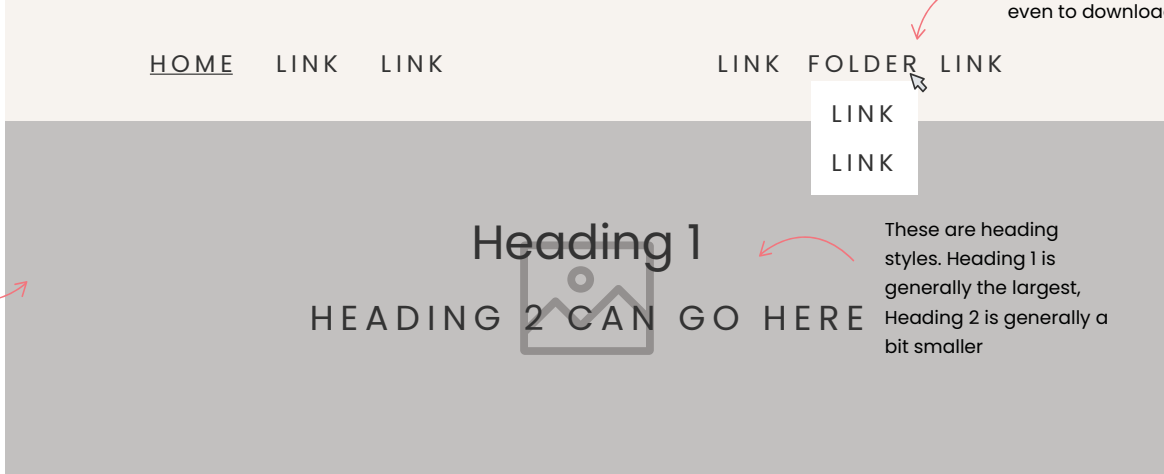 even to downloa
HOME LINK LINK LINK FOLDER LINK
LINK
LINK
Heading 1
HEADING 2 CAN GO HERE
These are heading
styles. Heading 1 is
generally the largest,
Heading 2 is generally a
bit smaller